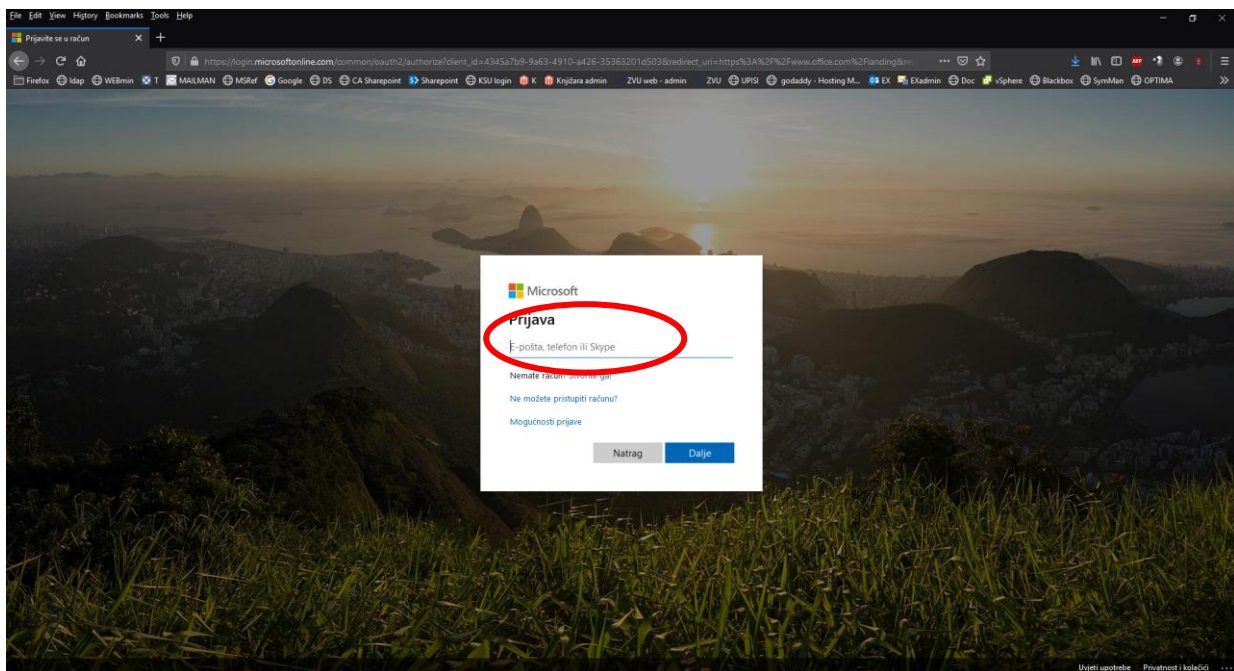 File Edit View History Bookmarks Tools Help
Prijavite se u račun
https://login.microsoftonline.com/common/oauth2/authorize?client_id=4345a7b9-9a63-4910-a426-35363201d503&redirect_uri=https%3A%2F%2Fwww.office.com%2Flanding&re
Firefox ldap WEBmin T MAILMAN MSRef Google DS CA Sharepoint Sharepoint KSU login K Knjižara admin ZVU web - admin ZVU UPISI godaddy - Hosting M... EX EXadmin Doc vSphere Blackbox SymMan OPTIMA
Microsoft
Prijava
E-pošta, telefon ili Skype
Nemate račun? Stvorite ga!
Ne možete pristupiti računu?
Mogućnosti prijave
Natrag Dalje
Uvjeti upotrebe Privatnost i kolačići ...